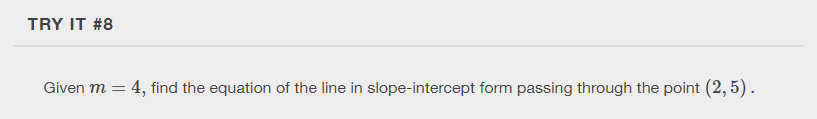 TRY IT #8
Given m = 4, find the equation of the line in slope-intercept form passing through the point (2, 5) .